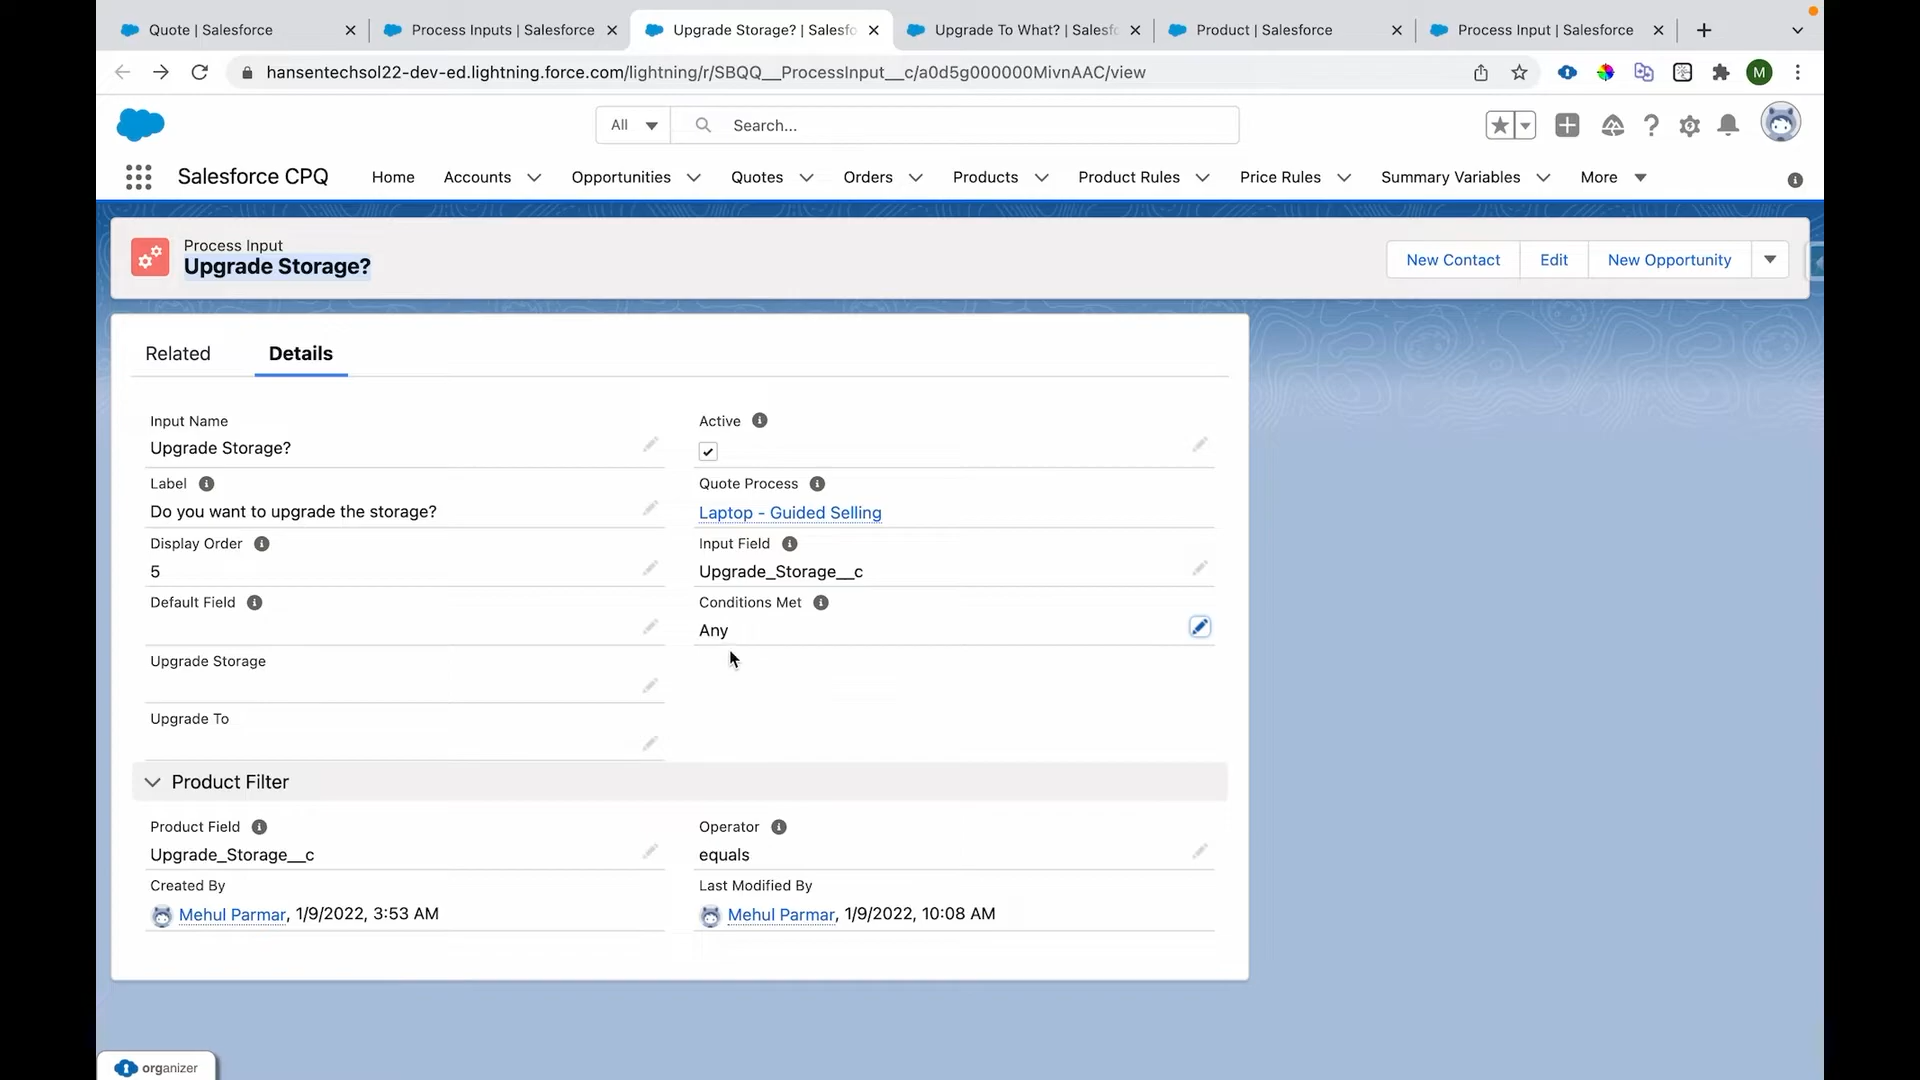 Quote | Salesforce
Process Inputs | Salesforce
Upgrade Storage? | Salesfo
Upgrade To What? | Salesf
Product | Salesforce
Process Input | Salesforce
hansentechsol22-dev-ed.lightning.force.com/lightning/r/SBQQ__ProcessInput__c/a0d5g000000MivnAAC/view
M
All
Search...
Salesforce CPQ
Home
Accounts
Opportunities
Quotes
Orders
Products
Product Rules
Price Rules
Summary Variables
More
Process Input
Upgrade Storage?
New Contact
Edit
New Opportunity
Related
Details
Input Name
Upgrade Storage?
Active
Label
Do you want to upgrade the storage?
Quote Process
Laptop - Guided Selling
Display Order
5
Input Field
Upgrade_Storage__c
Default Field
Conditions Met
Any
Upgrade Storage
Upgrade To
Product Filter
Product Field
Upgrade_Storage__c
Operator
equals
Created By
Mehul Parmar, 1/9/2022, 3:53 AM
Last Modified By
Mehul Parmar, 1/9/2022, 10:08 AM
organizer